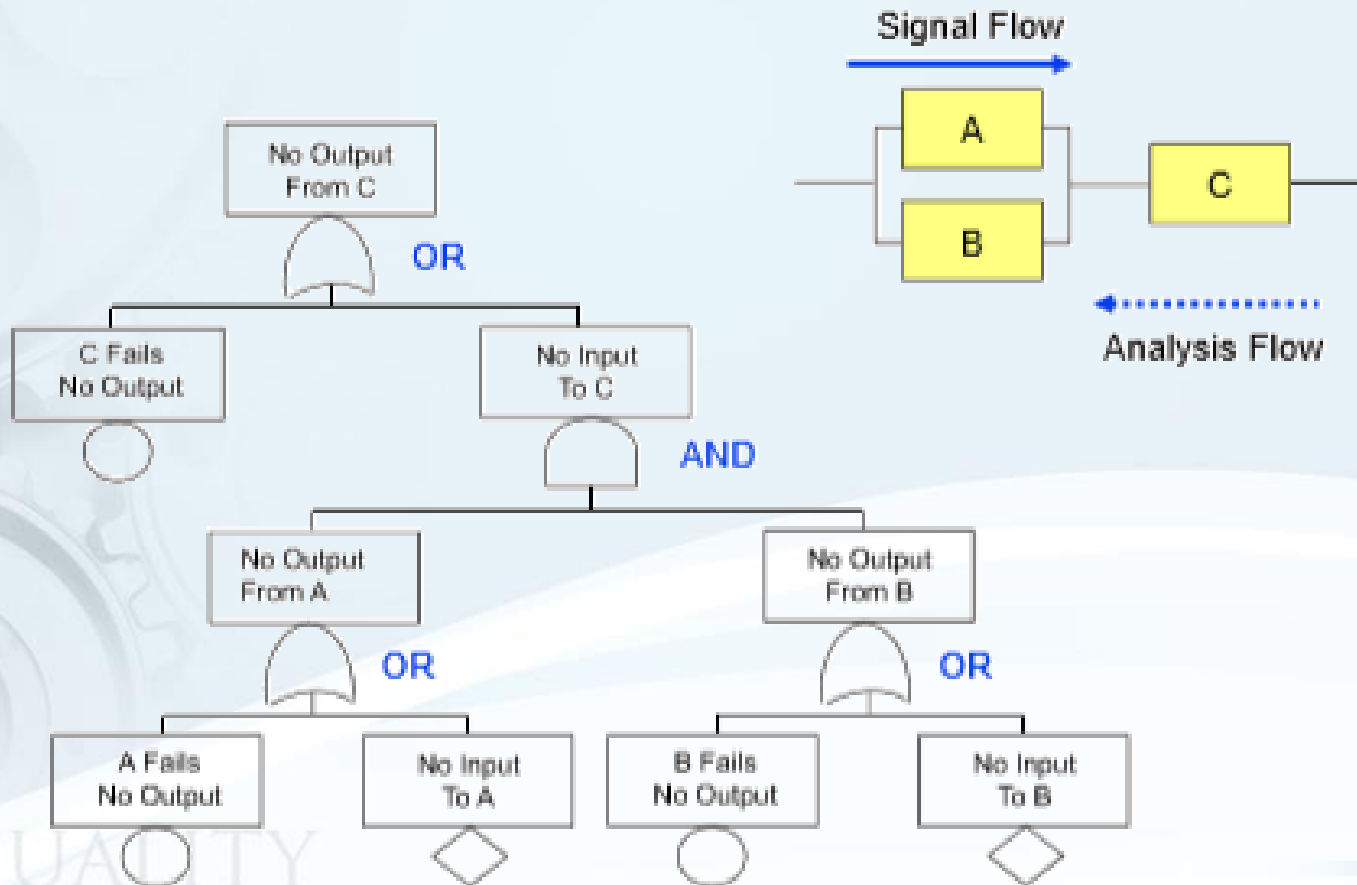 Signal Flow
A
B
C
Analysis Flow
No Output
From C
OR
C Fails
No Output
No Input
To C
AND
No Output
From A
No Output
From B
OR
OR
A Fails
No Output
No Input
To A
B Fails
No Output
No Input
To B
UALITY